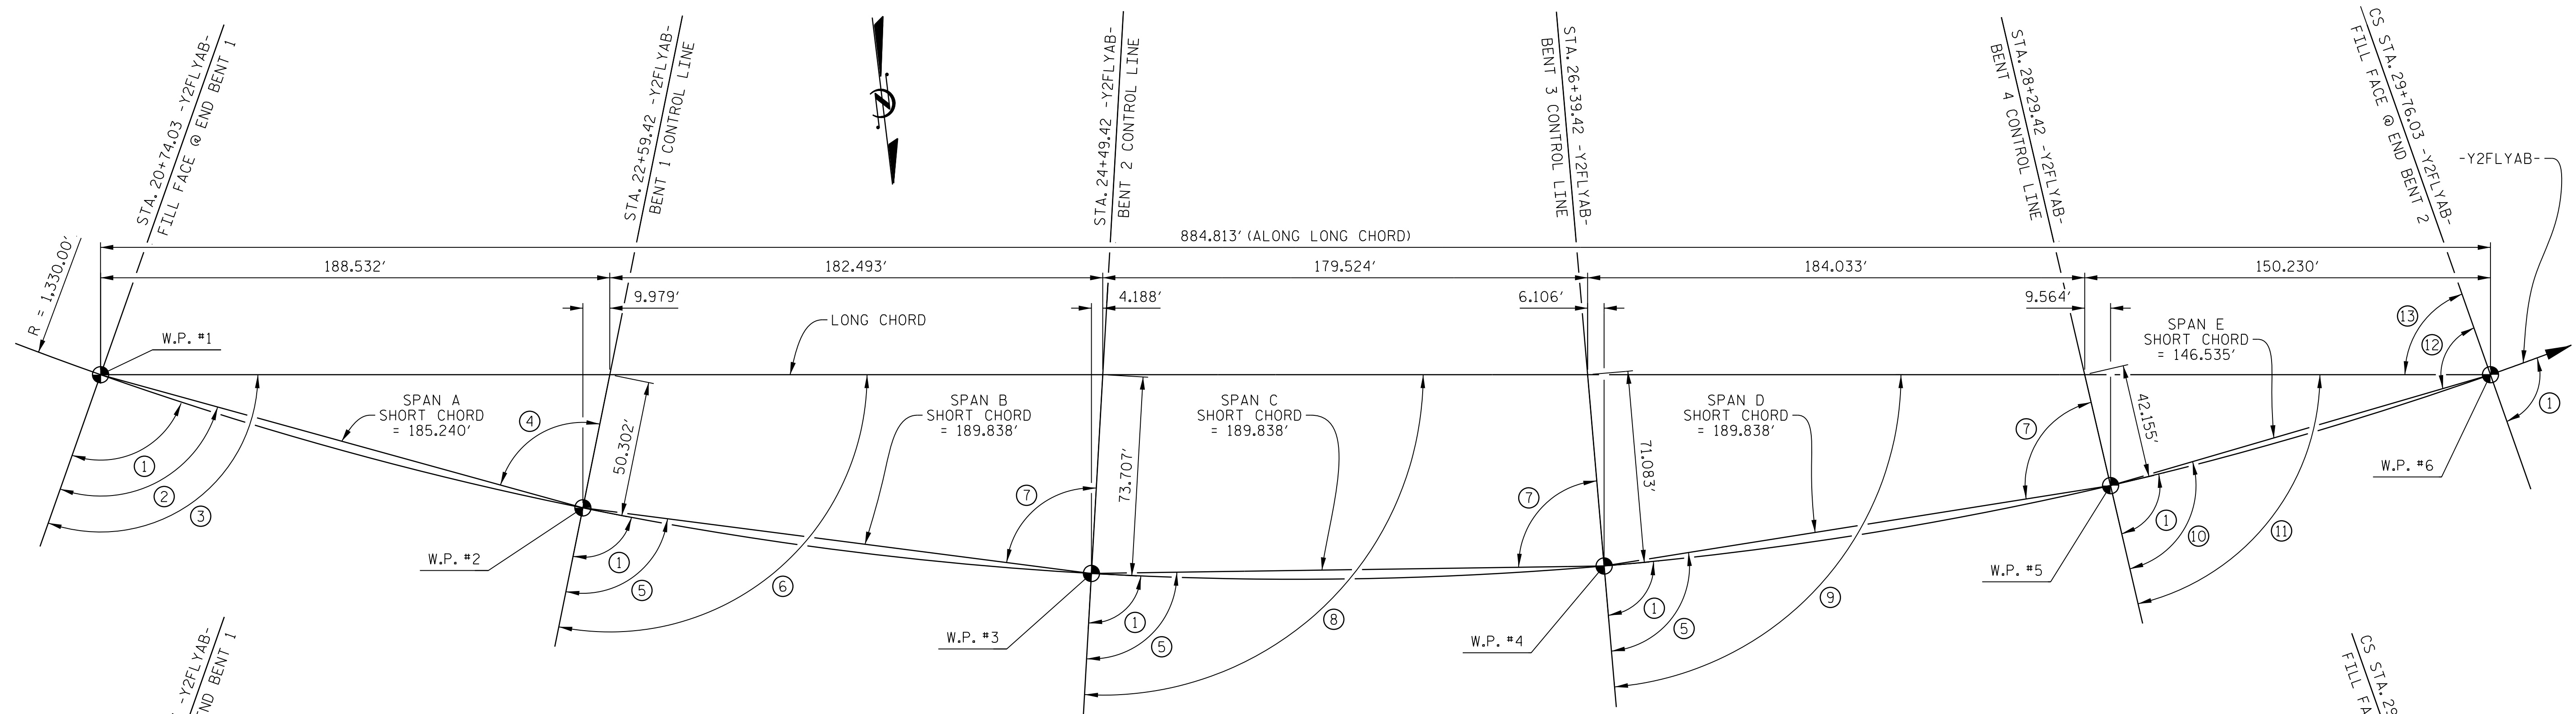 STA. 20+74.03 -Y2FLYAB-
FILL FACE @ END BENT 1
STA. 22+59.42 -Y2FLYAB-
BENT 1 CONTROL LINE
STA. 24+49.42 -Y2FLYAB-
BENT 2 CONTROL LINE
STA. 26+39.42 -Y2FLYAB-
BENT 3 CONTROL LINE
STA. 28+29.42 -Y2FLYAB-
BENT 4 CONTROL LINE
CS STA. 29+76.03 -Y2FLYAB-
FILL FACE @ END BENT 2
-Y2FLYAB-
N
884.813' (ALONG LONG CHORD)
188.532'
182.493'
179.524'
184.033'
150.230'
9.979'
4.188'
6.106'
9.564'
R = 1,130.00'
W.P. #1
LONG CHORD
SPAN A
SHORT CHORD
= 185.240'
SPAN B
SHORT CHORD
= 189.838'
SPAN C
SHORT CHORD
= 189.838'
SPAN D
SHORT CHORD
= 189.838'
SPAN E
SHORT CHORD
= 146.535'
50.302'
73.707'
71.083'
42.155'
1
2
3
4
1
5
6
7
1
5
8
7
1
5
9
7
1
10
11
13
12
1
W.P. #2
W.P. #3
W.P. #4
W.P. #5
W.P. #6
-Y2FLYAB-
END BENT 1
CS STA. 29
FILL FA